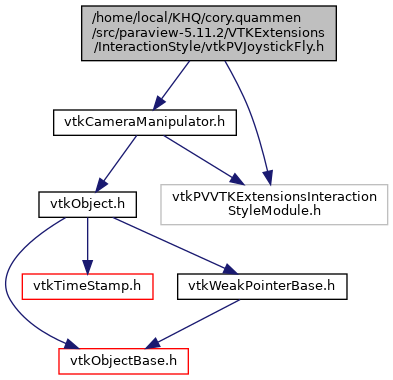 /home/local/KHQ/cory.quammen
/src/paraview-5.11.2/VTKExtensions
/InteractionStyle/vtkPVJoystickFly.h
vtkCameraManipulator.h
vtkObject.h
vtkPVVTKExtensionsInteraction
StyleModule.h
vtkTimeStamp.h
vtkWeakPointerBase.h
vtkObjectBase.h